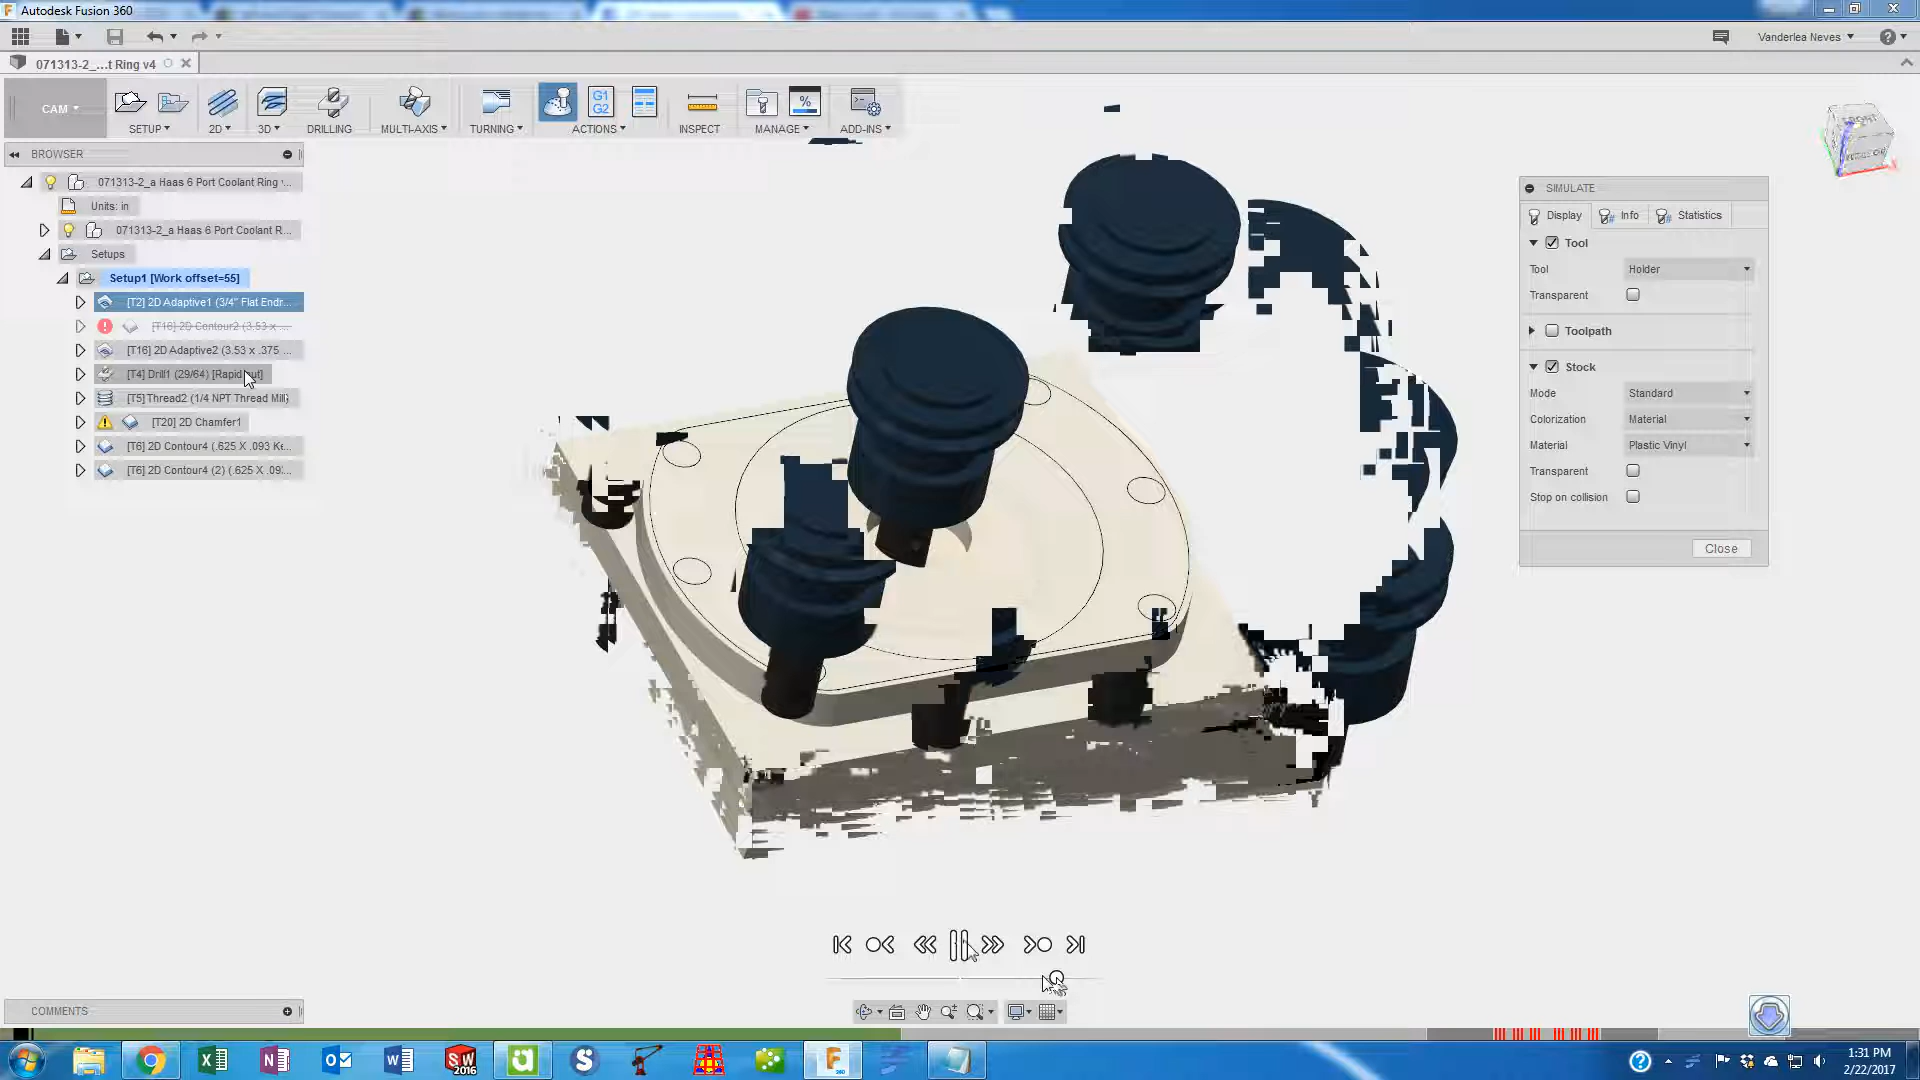 Autodesk Fusion 360
Vanderlea Neves
071313-2_...t Ring v4
CAM
SETUP
2D
3D
DRILLING
MULTI-AXIS
TURNING
G1
G2
ACTIONS
INSPECT
%
MANAGE
ADD-INS
BROWSER
071313-2_a Haas 6 Port Coolant Ring ...
Units: in
071313-2_a Haas 6 Port Coolant R...
Setups
Setup1 [Work offset=55]
[T2] 2D Adaptive1 (3/4" Flat Endr...
[T16] 2D Contour2 (3.53 x ...
[T16] 2D Adaptive2 (3.53 x .375 ...
[T4] Drill1 (29/64) [Rapid out]
[T5] Thread2 (1/4 NPT Thread Mill)
[T20] 2D Chamfer1
[T6] 2D Contour4 (.625 X .093 Ke...
[T6] 2D Contour4 (2) (.625 X .09...
FRONT
SIMULATE
Display
Info
Statistics
Tool
Tool
Holder
Transparent
Toolpath
Stock
Mode
Standard
Colorization
Material
Material
Plastic Vinyl
Transparent
Stop on collision
Close
COMMENTS
SW
2016
1:31 PM
2/22/2017